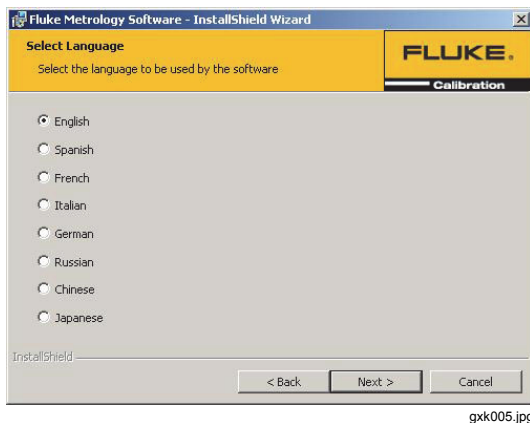 Fluke Metrology Software - InstallShield Wizard
Select Language
Select the language to be used by the software
FLUKE®
Calibration
English
Spanish
French
Italian
German
Russian
Chinese
Japanese
InstallShield
< Back
Next >
Cancel
gxk005.jpg